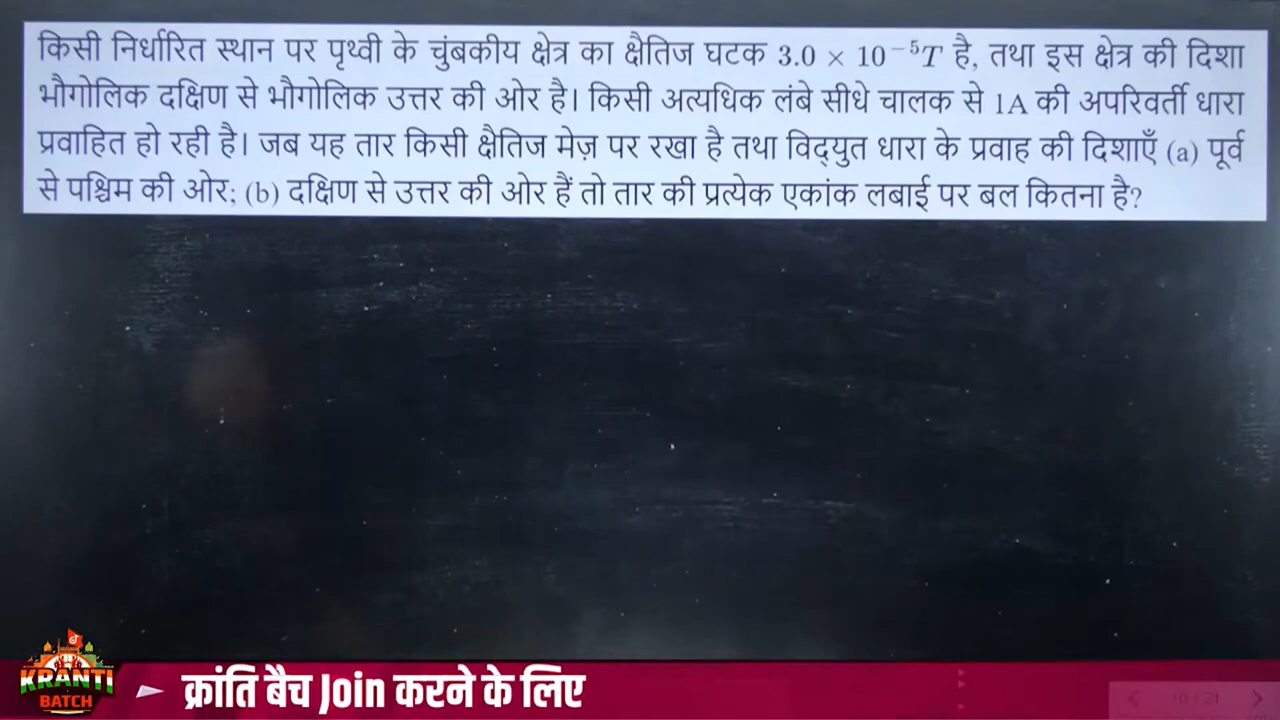 किसी निर्धारित स्थान पर पृथ्वी के चुंबकीय क्षेत्र का क्षैतिज घटक 3.0 × 10⁻⁵T है, तथा इस क्षेत्र की दिशा
भौगोलिक दक्षिण से भौगोलिक उत्तर की ओर है। किसी अत्यधिक लंबे सीधे चालक से 1A की अपरिवर्ती धारा
प्रवाहित हो रही है। जब यह तार किसी क्षैतिज मेज़ पर रखा है तथा विद्युत धारा के प्रवाह की दिशाएँ (a) पूर्व
से पश्चिम की ओर; (b) दक्षिण से उत्तर की ओर हैं तो तार की प्रत्येक एकांक लबाई पर बल कितना है?
KRANTI
BATCH
क्रांति बैच Join करने के लिए